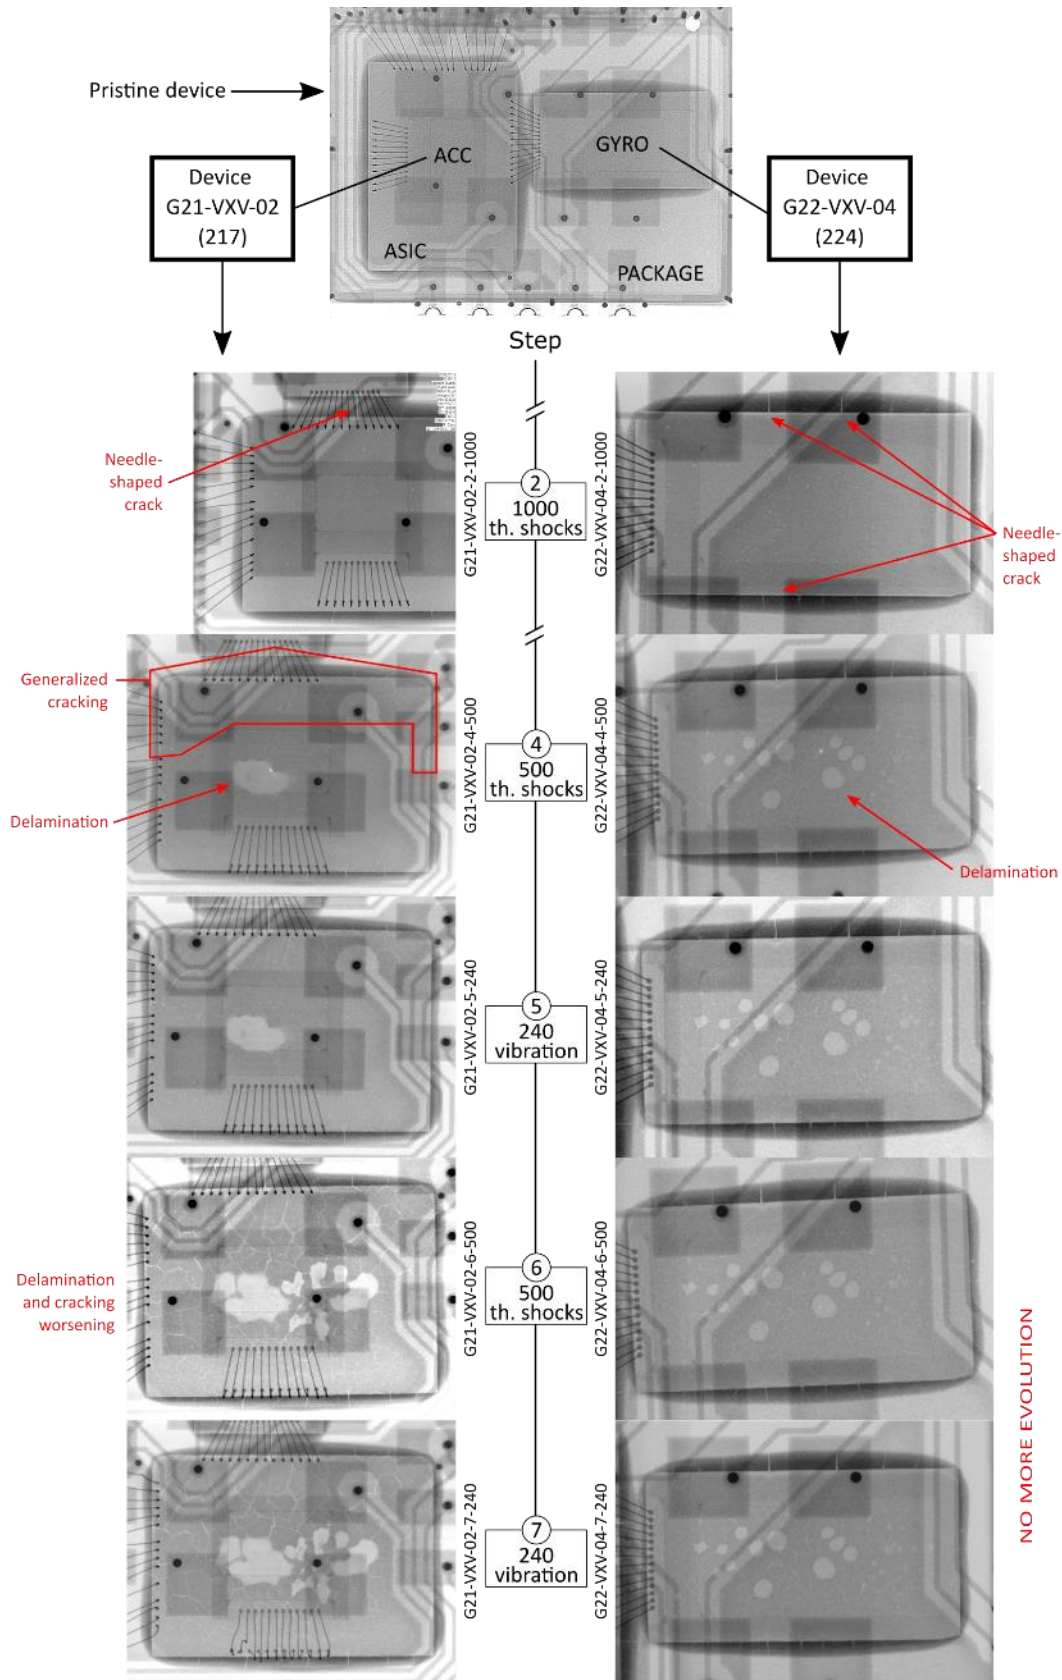 Pristine device
ACC
GYRO
ASIC
PACKAGE
Device
G21-VXV-02
(217)
Device
G22-VXV-04
(224)
Step
Needle-
shaped
crack
G21-VXV-02-2-1000
2
1000
th. shocks
G22-VXV-04-2-1000
Needle-
shaped
crack
Generalized
cracking
Delamination
G21-VXV-02-4-500
4
500
th. shocks
G22-VXV-04-4-500
Delamination
G21-VXV-02-5-240
5
240
vibration
G22-VXV-04-5-240
Delamination
and cracking
worsening
G21-VXV-02-6-500
6
500
th. shocks
G22-VXV-04-6-500
G21-VXV-02-7-240
7
240
vibration
G22-VXV-04-7-240
NO MORE EVOLUTION